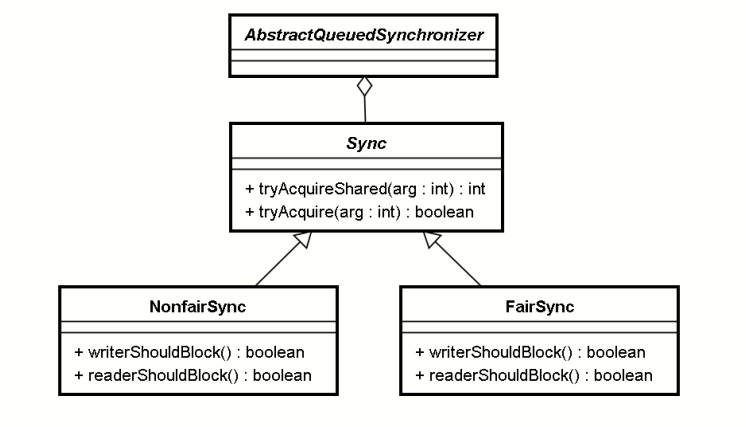 AbstractQueuedSynchronizer
Sync
+ tryAcquireShared(arg : int) : int
+ tryAcquire(arg : int) : boolean
NonfairSync
+ writerShouldBlock() : boolean
+ readerShouldBlock() : boolean
FairSync
+ writerShouldBlock() : boolean
+ readerShouldBlock() : boolean